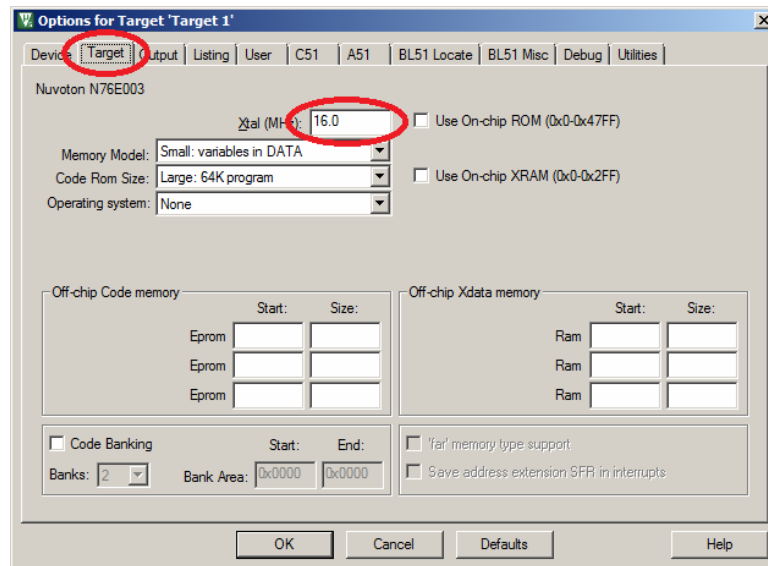 Options for Target 'Target 1'
Device Target Output Listing User C51 A51 BL51 Locate BL51 Misc Debug Utilities
Nuvoton N76E003
Xtal (MHz): 16.0 Use On-chip ROM (0x0-0x47FF)
Memory Model: Small: variables in DATA
Code Rom Size: Large: 64K program Use On-chip XRAM (0x0-0x2FF)
Operating system: None
Off-chip Code memory Off-chip Xdata memory
Start: Size: Start: Size:
Eprom Ram
Eprom Ram
Eprom Ram
Code Banking Start: End: 'far' memory type support
Banks: 2 Bank Area: 0x0000 0x0000 Save address extension SFR in interrupts
OK Cancel Defaults Help